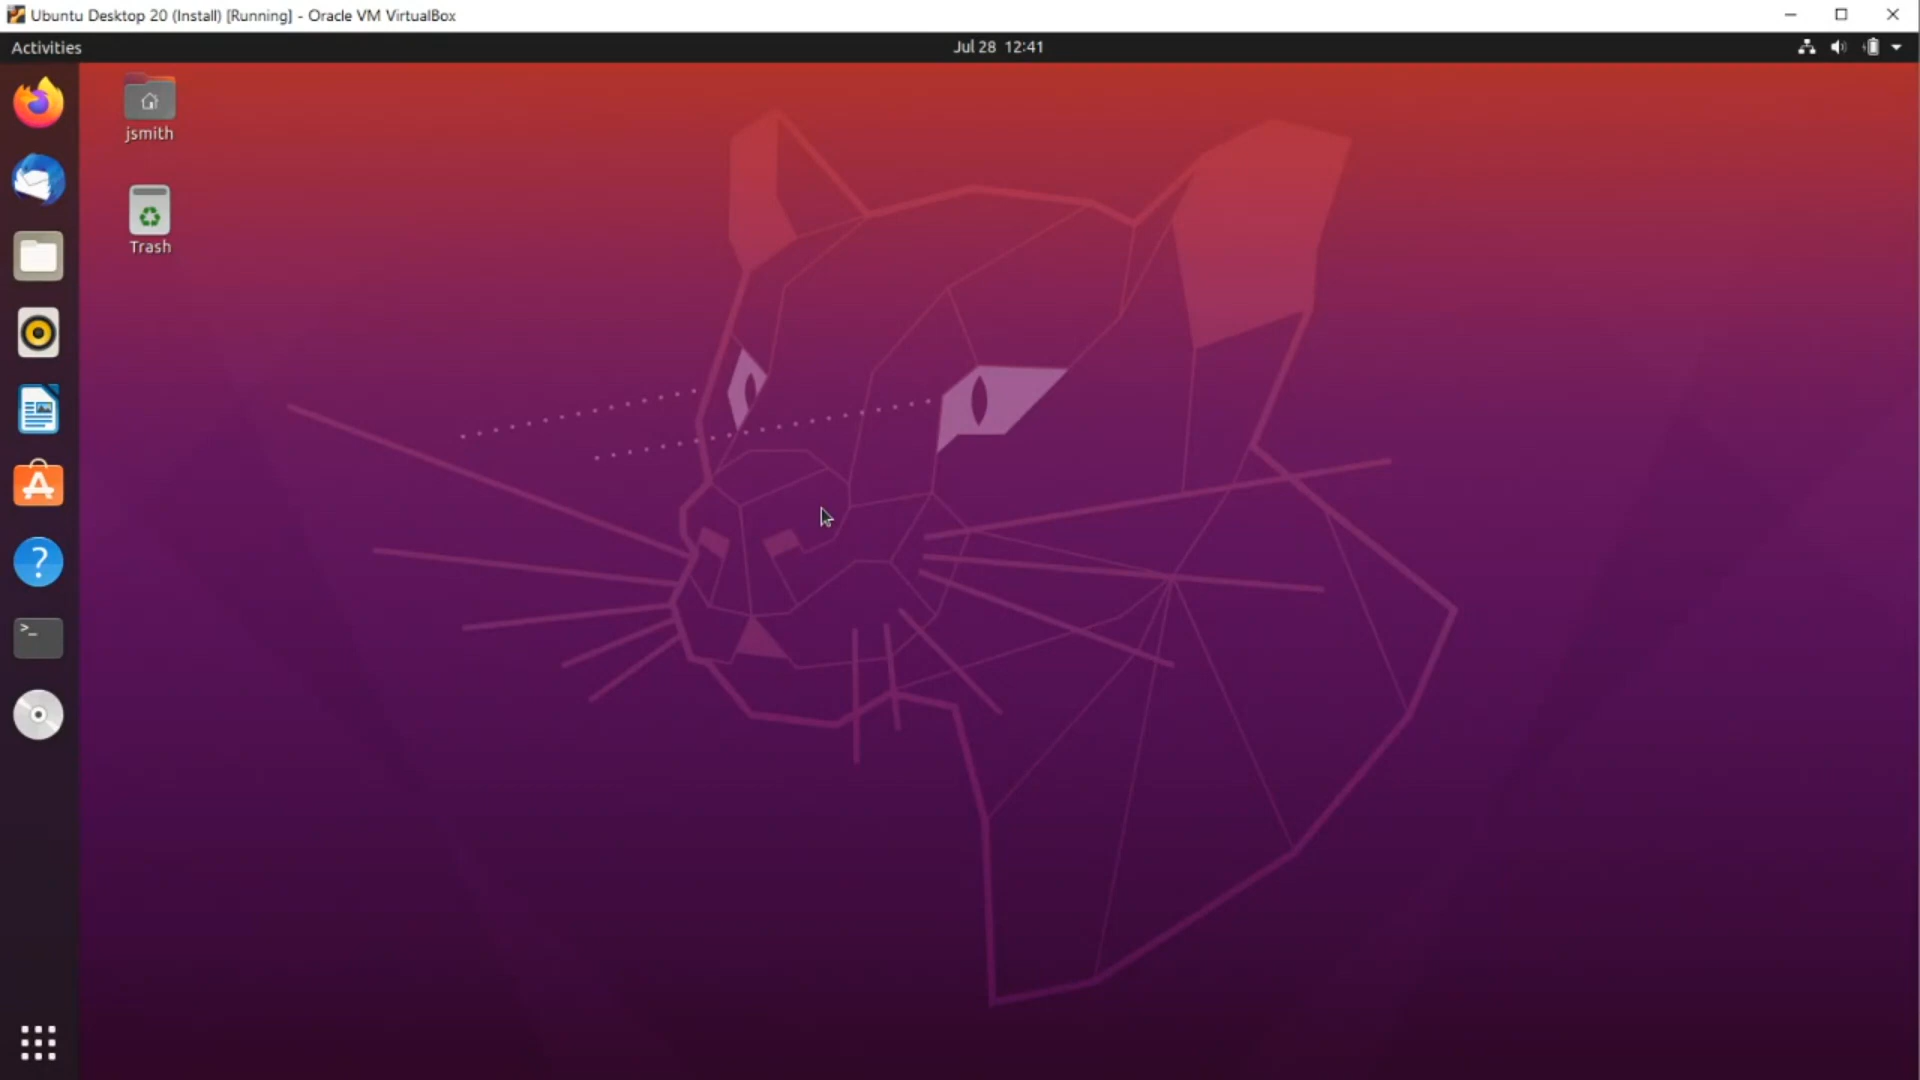 Ubuntu Desktop 20 (Install) [Running] - Oracle VM VirtualBox
Activities
Jul 28 12:41
jsmith
Trash